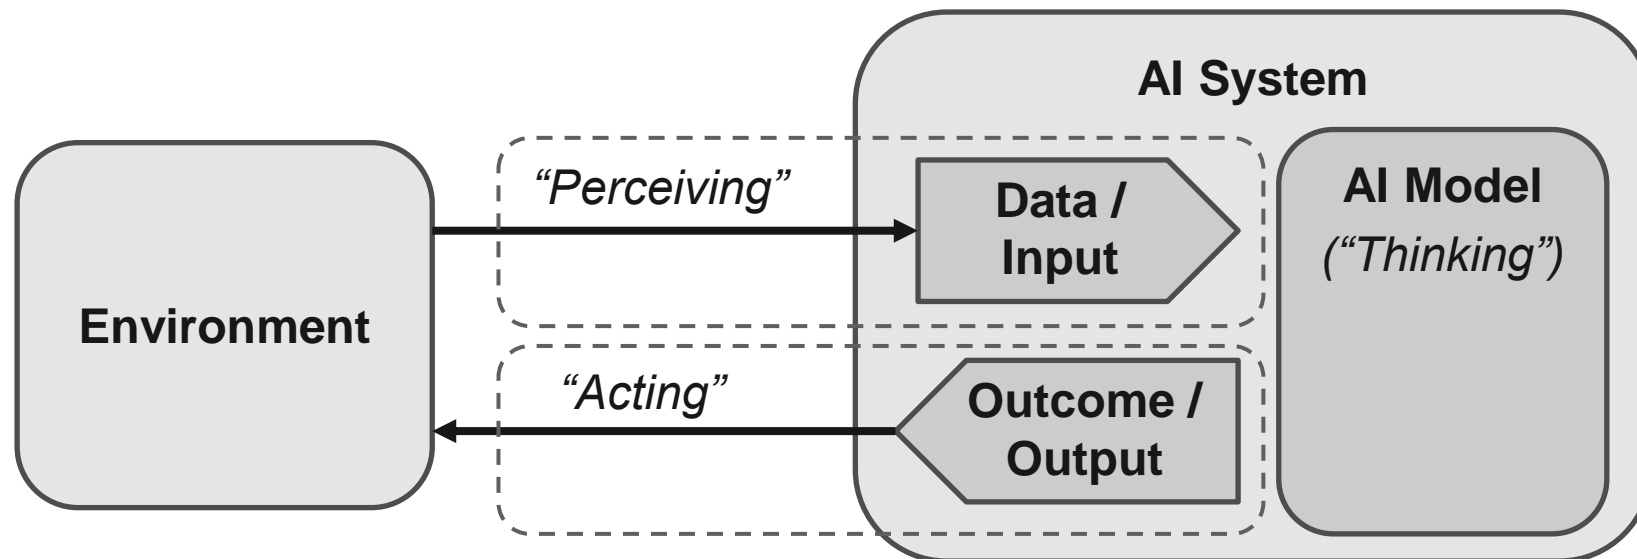 AI System
“Perceiving”
Data /
Input
AI Model
(“Thinking”)
Environment
“Acting”
Outcome /
Output